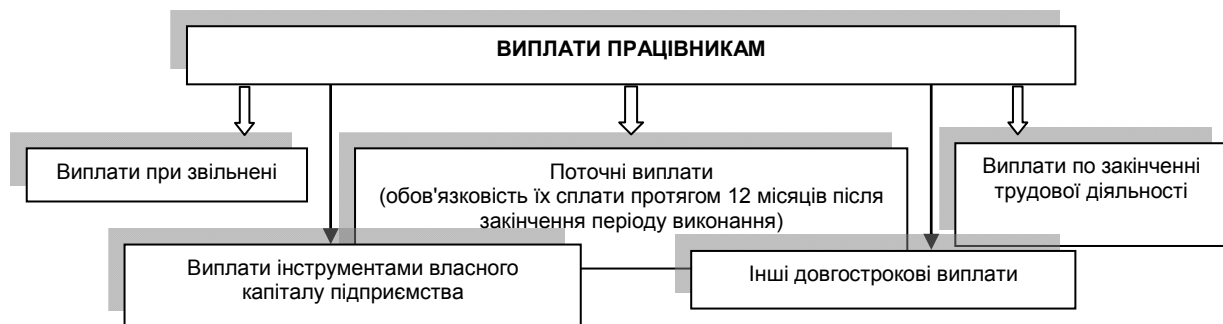 ВИПЛАТИ ПРАЦІВНИКАМ
Виплати при звільнені
Поточні виплати
(обов'язковість їх сплати протягом 12 місяців після
закінчення періоду виконання)
Виплати по закінченні
трудової діяльності
Виплати інструментами власного
капіталу підприємства
Інші довгострокові виплати